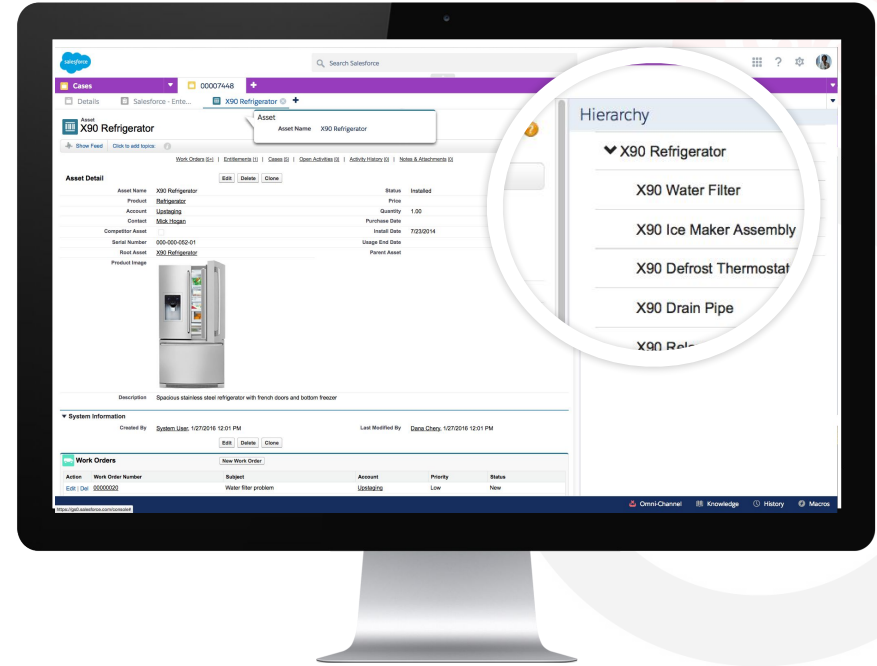 salesforce
Search Salesforce
?
Cases
00007448
+
Details
Salesforce - Ente...
X90 Refrigerator
+
Asset
Asset Name X90 Refrigerator
Asset
X90 Refrigerator
Show Feed Click to add topics:
Work Orders [5+] | Entitlements [1] | Cases [5] | Open Activities [0] | Activity History [0] | Notes & Attachments [0]
Asset Detail Edit Delete Clone
Asset Name X90 Refrigerator Status Installed
Product Refrigerator Price
Account Upstaging Quantity 1.00
Contact Mick Hogan Purchase Date
Competitor Asset Install Date 7/23/2014
Serial Number 000-000-052-01 Usage End Date
Root Asset X90 Refrigerator Parent Asset
Product Image
Description Spacious stainless steel refrigerator with french doors and bottom freezer
System Information
Created By System User, 1/27/2016 12:01 PM Last Modified By Dana Chery, 1/27/2016 12:01 PM
Edit Delete Clone
Work Orders New Work Order
Action Work Order Number Subject Account Priority Status
Edit | Del 00000020 Water filter problem Upstaging Low New
https://gs0.salesforce.com/console#
Omni-Channel Knowledge History Macros
Hierarchy
X90 Refrigerator
X90 Water Filter
X90 Ice Maker Assembly
X90 Defrost Thermostat
X90 Drain Pipe
X90